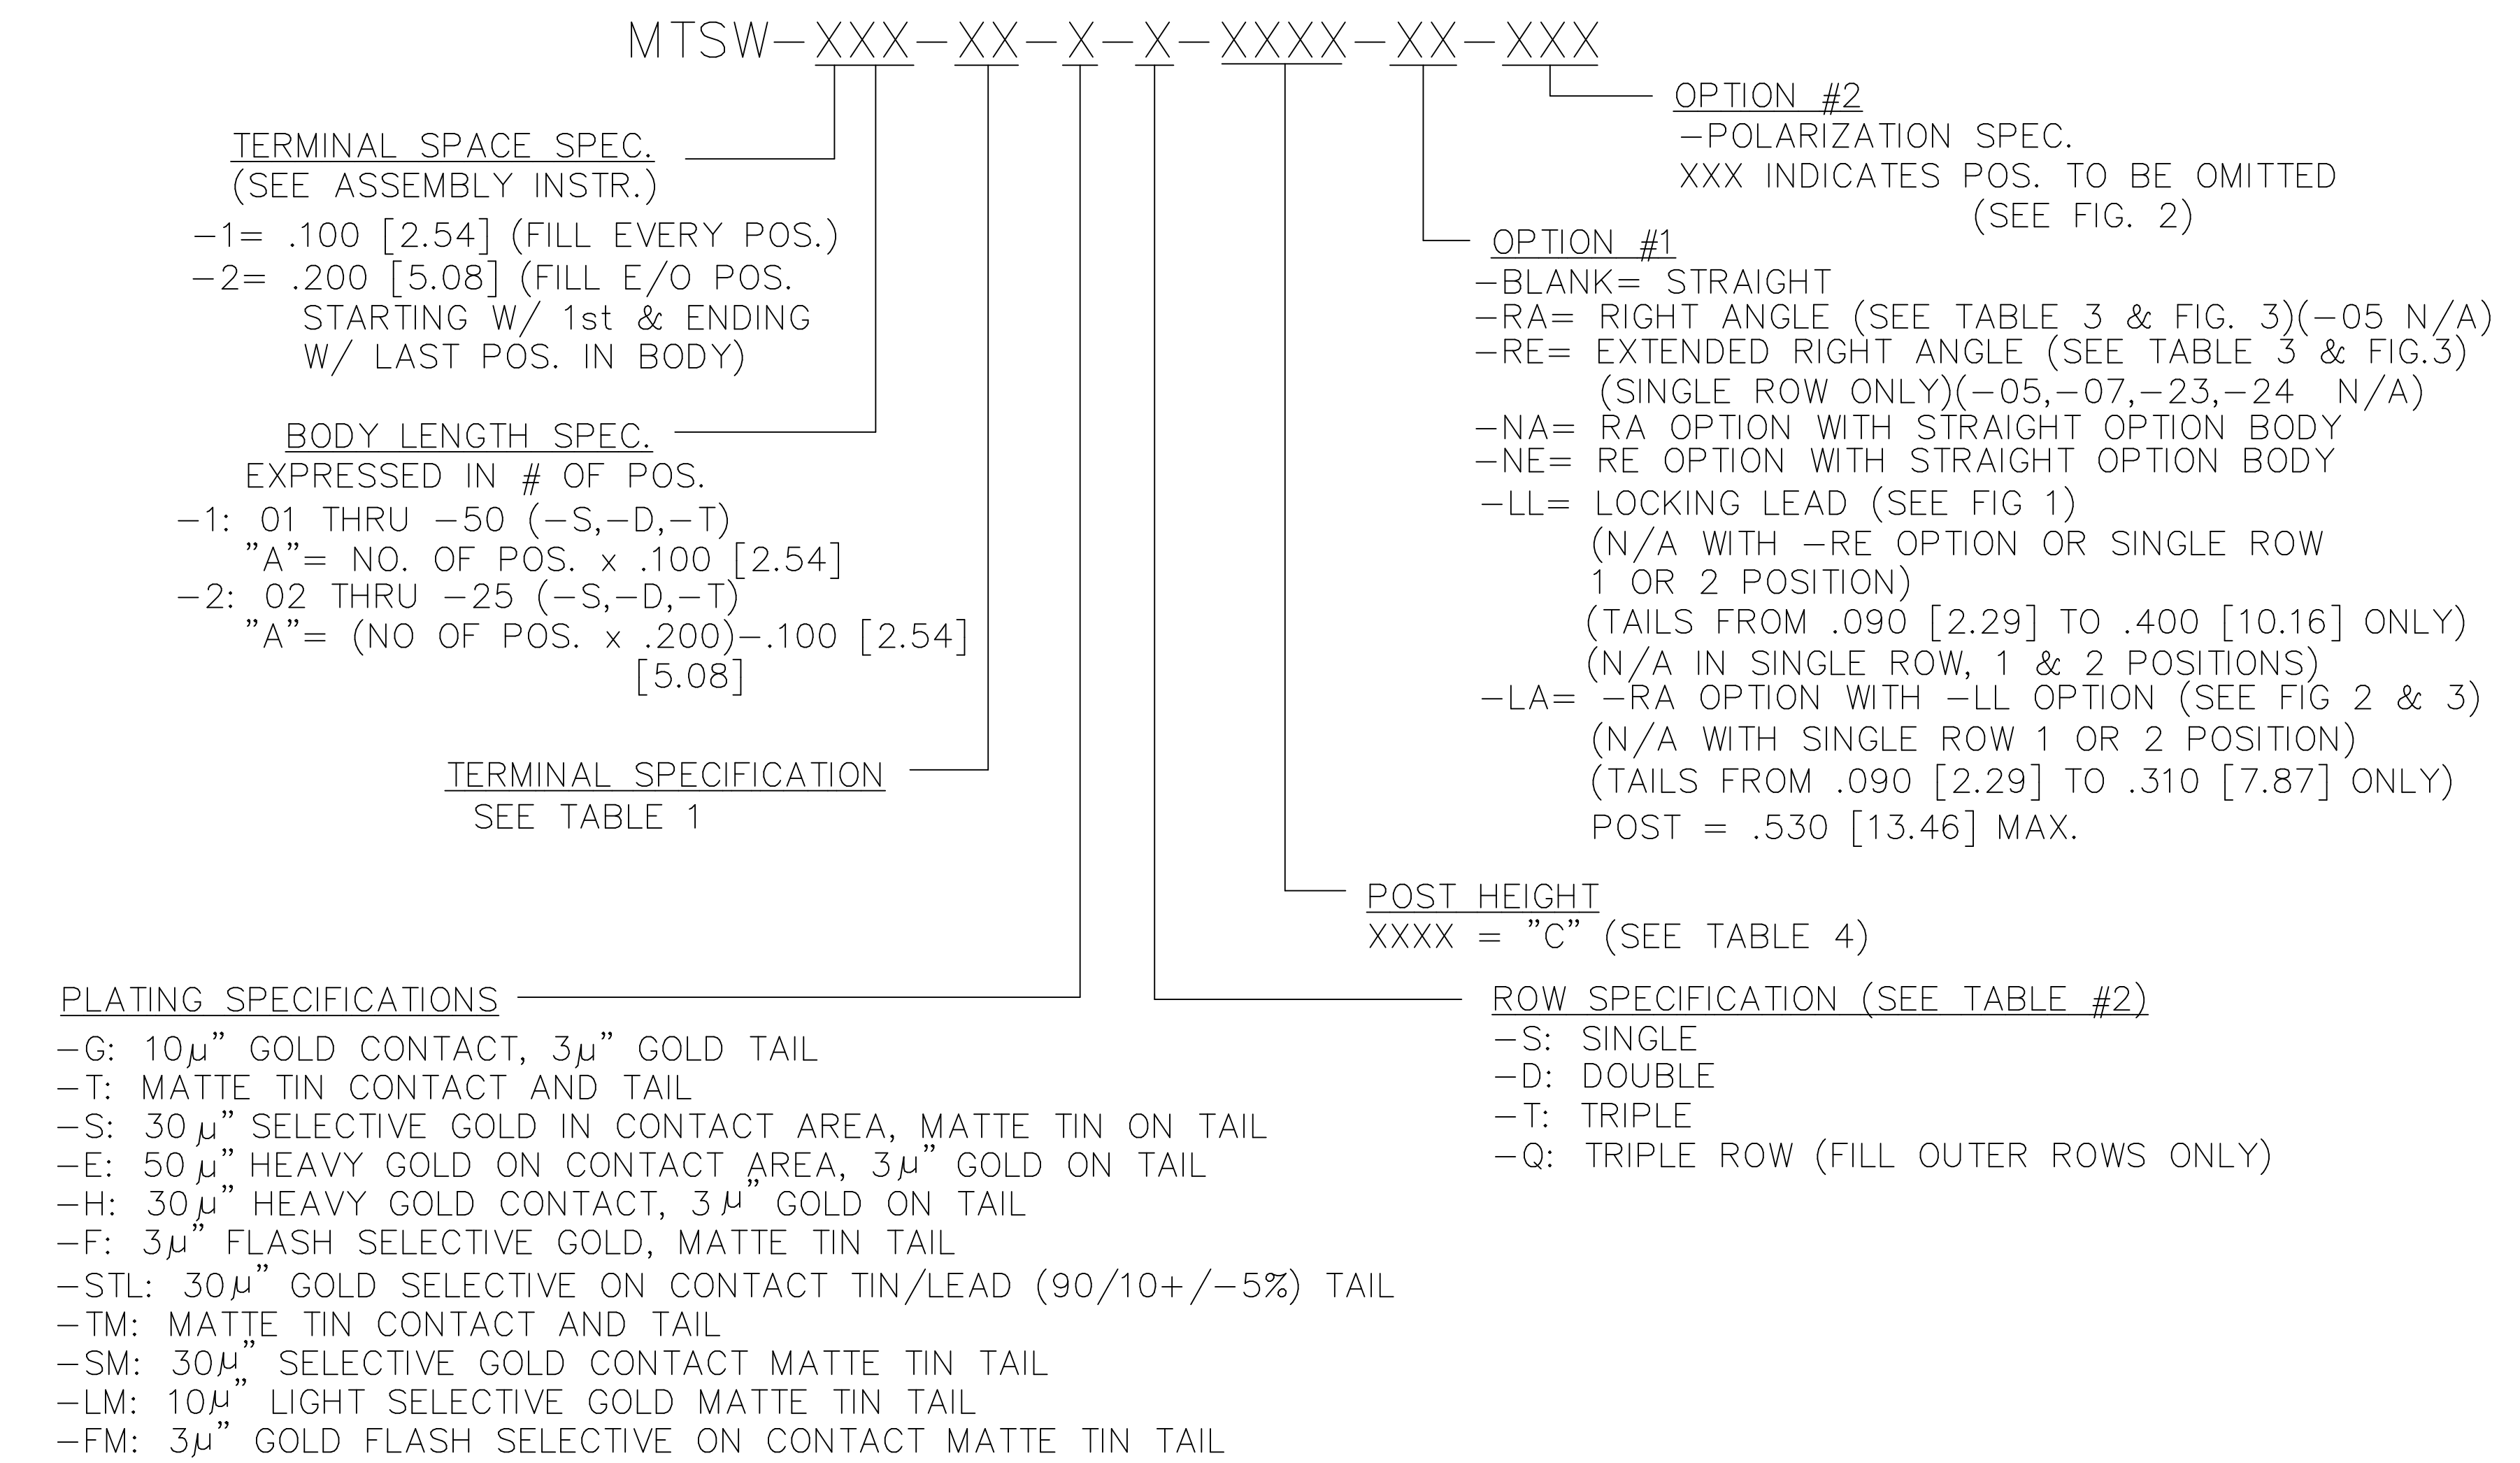 MTSW-XXX-XX-X-X-XXXX-XX-XXX
TERMINAL SPACE SPEC.
(SEE ASSEMBLY INSTR.)
-1= .100 [2.54] (FILL EVERY POS.)
-2= .200 [5.08] (FILL E/O POS.
STARTING W/ 1st & ENDING
W/ LAST POS. IN BODY)
BODY LENGTH SPEC.
EXPRESSED IN # OF POS.
-1: 01 THRU -50 (-S,-D,-T)
"A"= NO. OF POS. x .100 [2.54]
-2: 02 THRU -25 (-S,-D,-T)
"A"= (NO OF POS. x .200)-.100 [2.54]
[5.08]
TERMINAL SPECIFICATION
SEE TABLE 1
PLATING SPECIFICATIONS
-G: 10µ" GOLD CONTACT, 3µ" GOLD TAIL
-T: MATTE TIN CONTACT AND TAIL
-S: 30µ" SELECTIVE GOLD IN CONTACT AREA, MATTE TIN ON TAIL
-E: 50µ" HEAVY GOLD ON CONTACT AREA, 3µ" GOLD ON TAIL
-H: 30µ" HEAVY GOLD CONTACT, 3µ" GOLD ON TAIL
-F: 3µ" FLASH SELECTIVE GOLD, MATTE TIN TAIL
-STL: 30µ" GOLD SELECTIVE ON CONTACT TIN/LEAD (90/10+/-5%) TAIL
-TM: MATTE TIN CONTACT AND TAIL
-SM: 30µ" SELECTIVE GOLD CONTACT MATTE TIN TAIL
-LM: 10µ" LIGHT SELECTIVE GOLD MATTE TIN TAIL
-FM: 3µ" GOLD FLASH SELECTIVE ON CONTACT MATTE TIN TAIL
OPTION #2
-POLARIZATION SPEC.
XXX INDICATES POS. TO BE OMITTED
(SEE FIG. 2)
OPTION #1
-BLANK= STRAIGHT
-RA= RIGHT ANGLE (SEE TABLE 3 & FIG. 3)(-05 N/A)
-RE= EXTENDED RIGHT ANGLE (SEE TABLE 3 & FIG.3)
(SINGLE ROW ONLY)(-05,-07,-23,-24 N/A)
-NA= RA OPTION WITH STRAIGHT OPTION BODY
-NE= RE OPTION WITH STRAIGHT OPTION BODY
-LL= LOCKING LEAD (SEE FIG 1)
(N/A WITH -RE OPTION OR SINGLE ROW
1 OR 2 POSITION)
(TAILS FROM .090 [2.29] TO .400 [10.16] ONLY)
(N/A IN SINGLE ROW, 1 & 2 POSITIONS)
-LA= -RA OPTION WITH -LL OPTION (SEE FIG 2 & 3)
(N/A WITH SINGLE ROW 1 OR 2 POSITION)
(TAILS FROM .090 [2.29] TO .310 [7.87] ONLY)
POST = .530 [13.46] MAX.
POST HEIGHT
XXXX = "C" (SEE TABLE 4)
ROW SPECIFICATION (SEE TABLE #2)
-S: SINGLE
-D: DOUBLE
-T: TRIPLE
-Q: TRIPLE ROW (FILL OUTER ROWS ONLY)